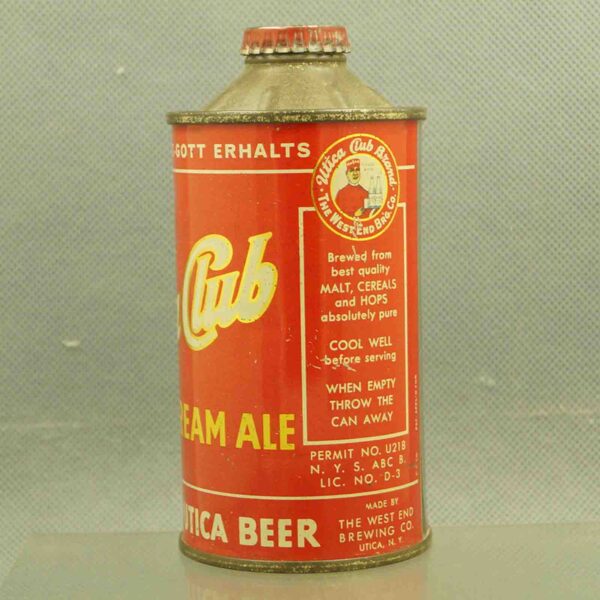 -GOTT ERHALTS
Utica Club Brand
THE WEST END BRG. CO.
Club
Brewed from
best quality
MALT, CEREALS
and HOPS
absolutely pure
COOL WELL
before serving
WHEN EMPTY
THROW THE
CAN AWAY
REAM ALE
PERMIT NO. U218
N. Y. S. ABC B.
LIC. NO. D-3
UTICA BEER
MADE BY
THE WEST END
BREWING CO.
UTICA, N.Y.